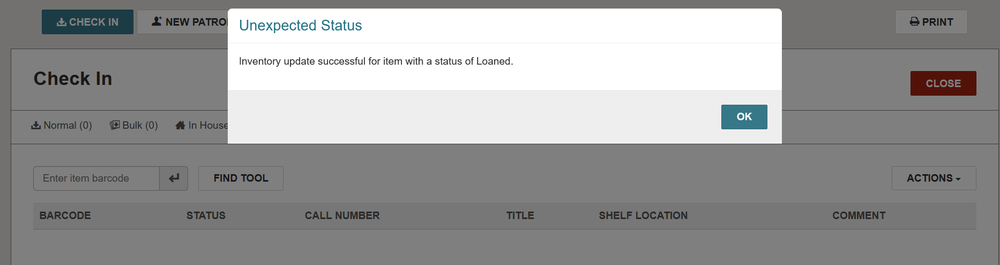 CHECK IN
NEW PATRO
Unexpected Status
PRINT
Inventory update successful for item with a status of Loaned.
Check In
CLOSE
OK
Normal (0)
Bulk (0)
In House
Enter item barcode
FIND TOOL
ACTIONS
BARCODE STATUS CALL NUMBER TITLE SHELF LOCATION COMMENT